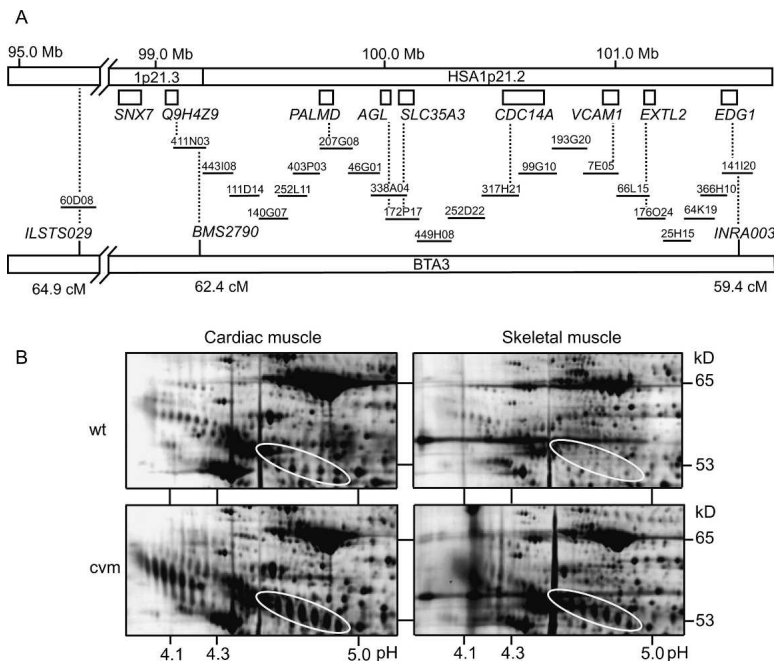 A
95.0 Mb 99.0 Mb 100.0 Mb 101.0 Mb
1p21.3 HSA1p21.2
SNX7 Q9H4Z9 PALMD AGL SLC35A3 CDC14A VCAM1 EXTL2 EDG1
411N03 207G08 193G20
443I08 403P03 46G01 99G10 7E05 141I20
60D08 111D14 252L11 338A04 317H21 66L15 366H10
140G07 172P17 252D22 176O24 64K19
449H08 25H15
ILSTS029 BMS2790 INRA003
BTA3
64.9 cM 62.4 cM 59.4 cM
B
Cardiac muscle Skeletal muscle
kD
wt
65
53
kD
cvm
65
53
4.1 4.3 5.0 pH 4.1 4.3 5.0 pH